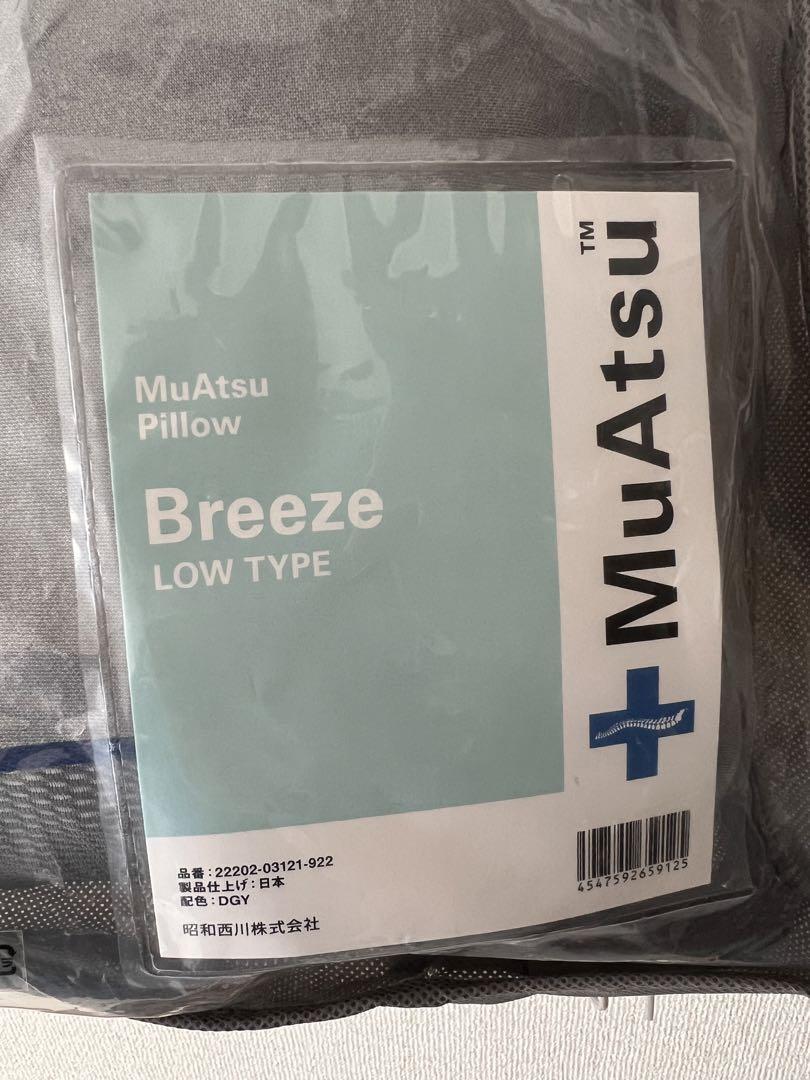 MuAtsu
Pillow
Breeze
LOW TYPE
MuAtsu™
品番：22202-03121-922
製品仕上げ：日本
配色：DGY
昭和西川株式会社
4547592659125